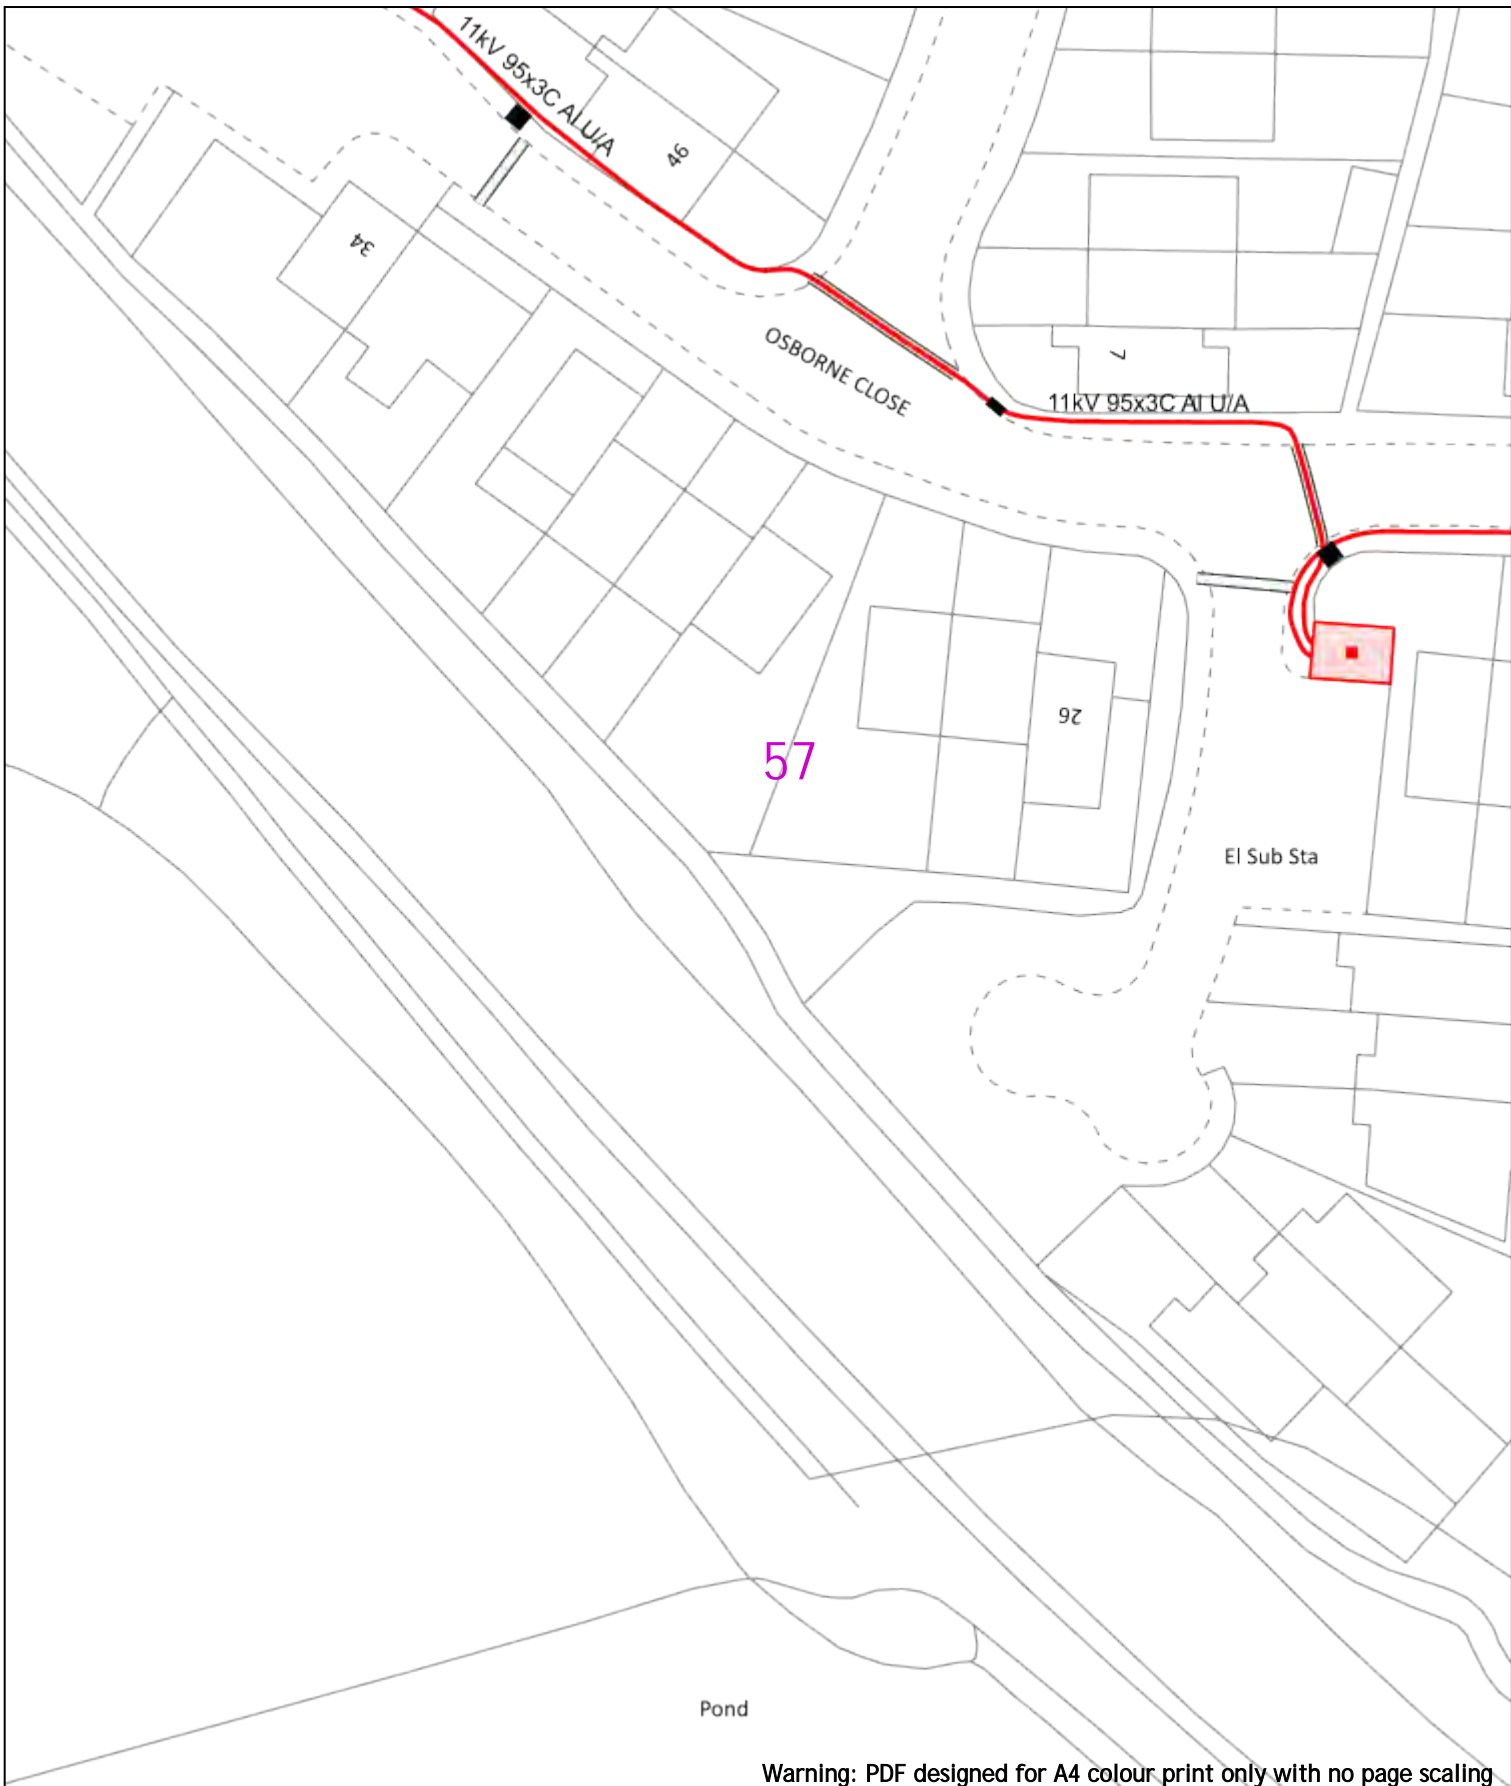 11kV 95x3C ALU/A
46
34
OSBORNE CLOSE
7
11kV 95x3C Al U/A
26
57
El Sub Sta
Pond
Warning: PDF designed for A4 colour print only with no page scaling